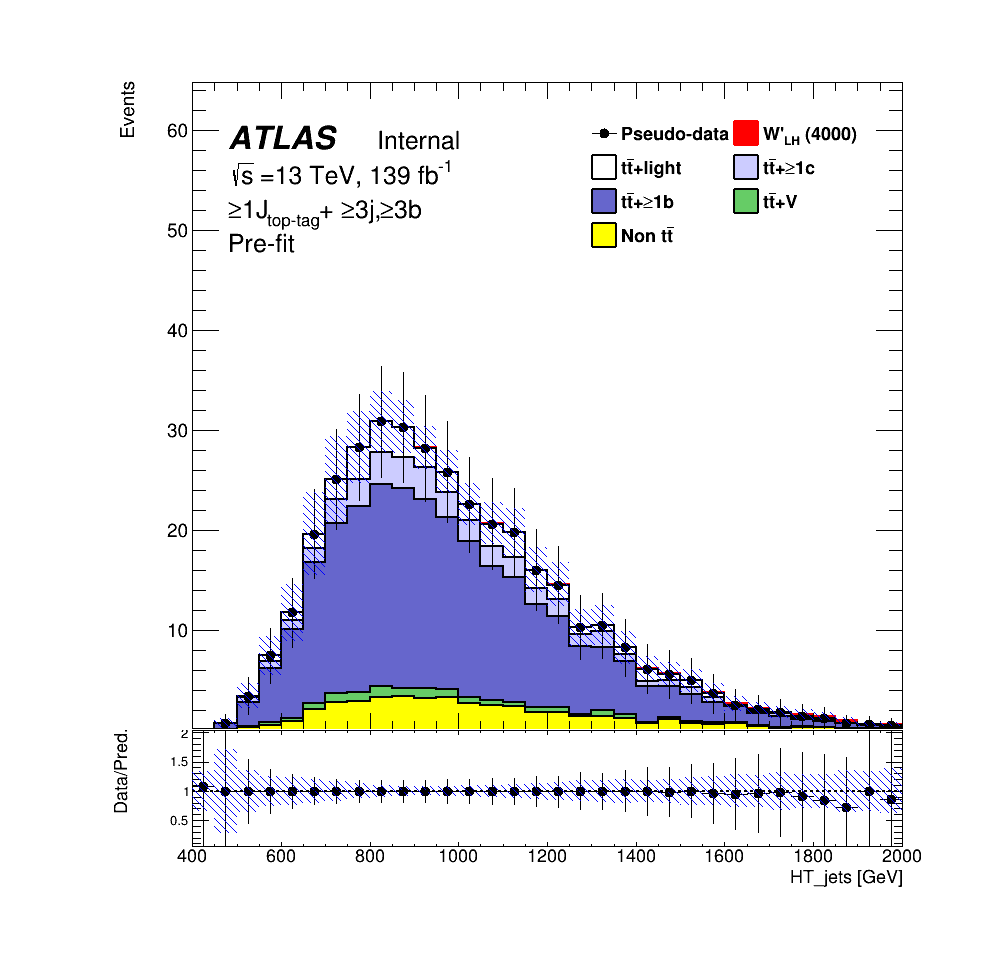 Events
60
50
40
30
20
10
ATLAS Internal
√s =13 TeV, 139 fb⁻¹
≥1J_top-tag+ ≥3j,≥3b
Pre-fit
Pseudo-data W'_LH (4000)
tt̄+light tt̄+≥1c
tt̄+≥1b tt̄+V
Non tt̄
Data/Pred.
2
1.5
1
0.5
400 600 800 1000 1200 1400 1600 1800 2000
HT_jets [GeV]